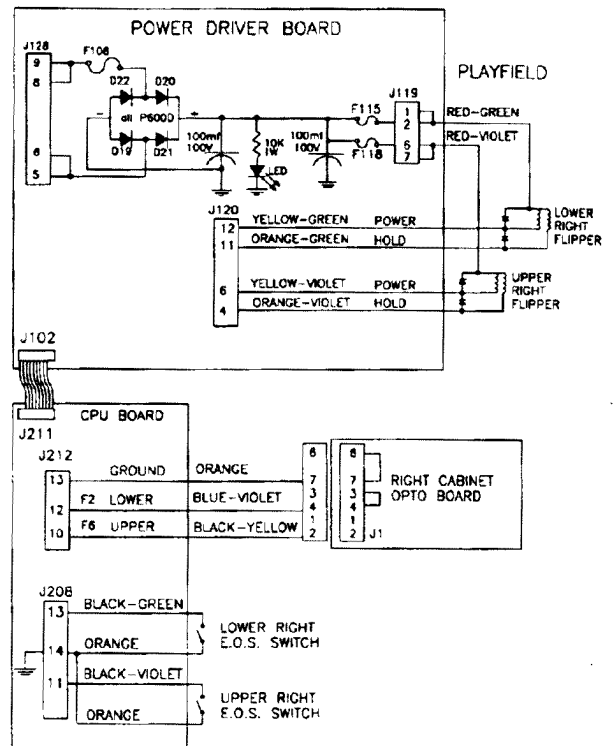 POWER DRIVER BOARD
J128
F106
9
8
D22
D20
-
+
all P600D
D19
D21
6
5
100mf
100V
10K
1W
LED
100mf
100V
F115
F118
J119
1
2
6
7
PLAYFIELD
RED-GREEN
RED-VIOLET
J120
12
YELLOW-GREEN POWER
11
ORANGE-GREEN HOLD
LOWER
RIGHT
FLIPPER
6
YELLOW-VIOLET POWER
4
ORANGE-VIOLET HOLD
UPPER
RIGHT
FLIPPER
J102
J211
CPU BOARD
J212
13
GROUND ORANGE
12
F2 LOWER BLUE-VIOLET
10
F6 UPPER BLACK-YELLOW
7
3
4
1
2
7
3
4
1
2
J1
RIGHT CABINET
OPTO BOARD
13
BLACK-GREEN
14
ORANGE
LOWER RIGHT
E.O.S. SWITCH
11
BLACK-VIOLET
ORANGE
UPPER RIGHT
E.O.S. SWITCH